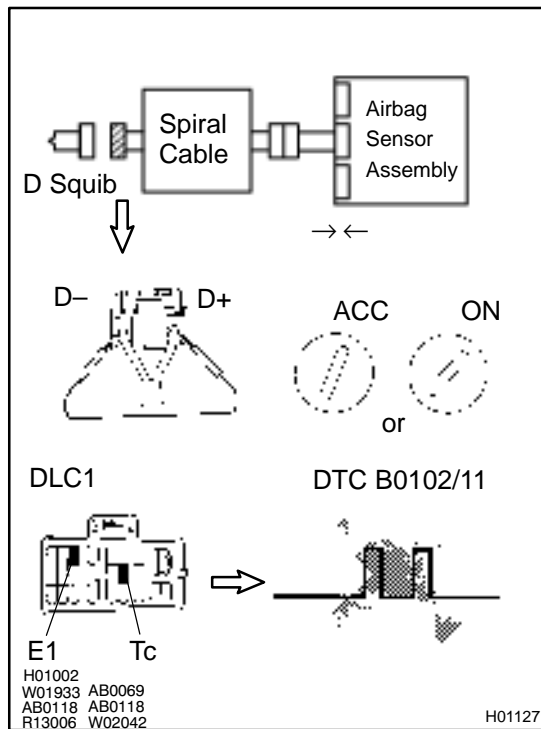 Spiral
Cable
Airbag
Sensor
Assembly
D Squib
D– D+
ACC ON
or
DLC1
DTC B0102/11
E1 Tc
H01002
W01933 AB0069
AB0118 AB0118
R13006 W02042
H01127